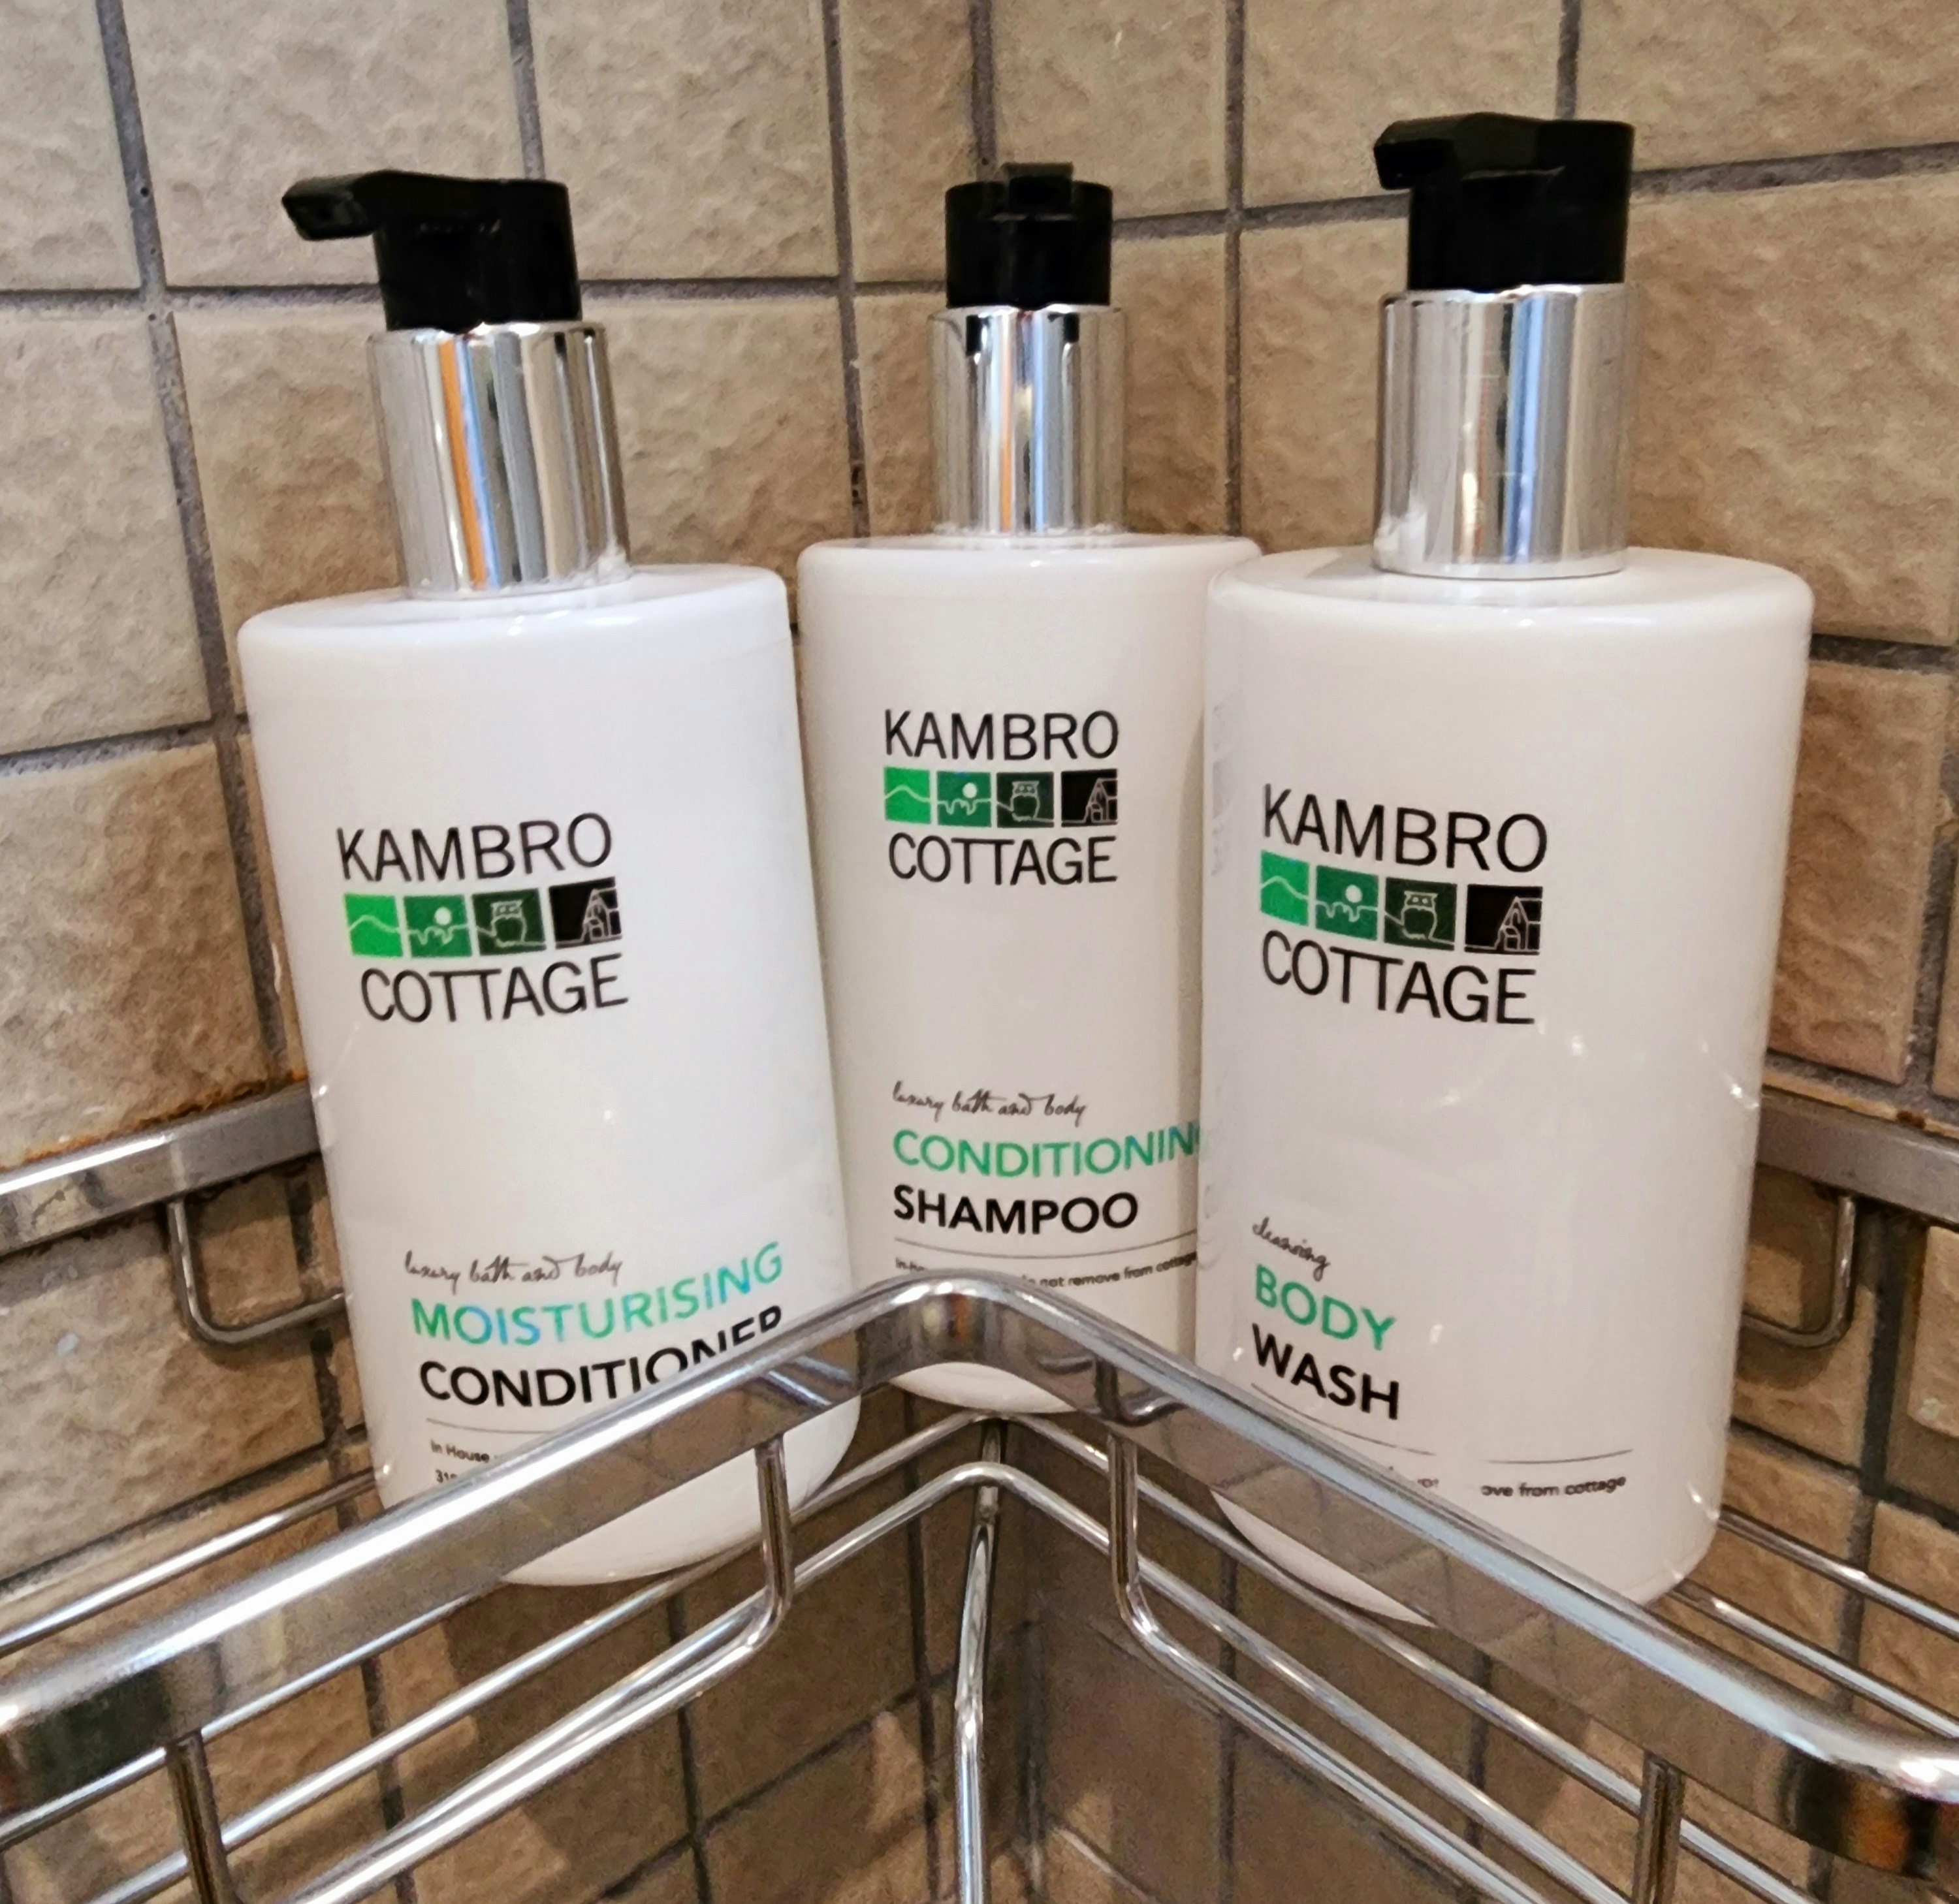 KAMBRO
COTTAGE
luxury bath and body
MOISTURISING
CONDITIONER
In House
KAMBRO
COTTAGE
luxury bath and body
CONDITIONING
SHAMPOO
not remove from cottage
KAMBRO
COTTAGE
cleansing
BODY
WASH
from cottage